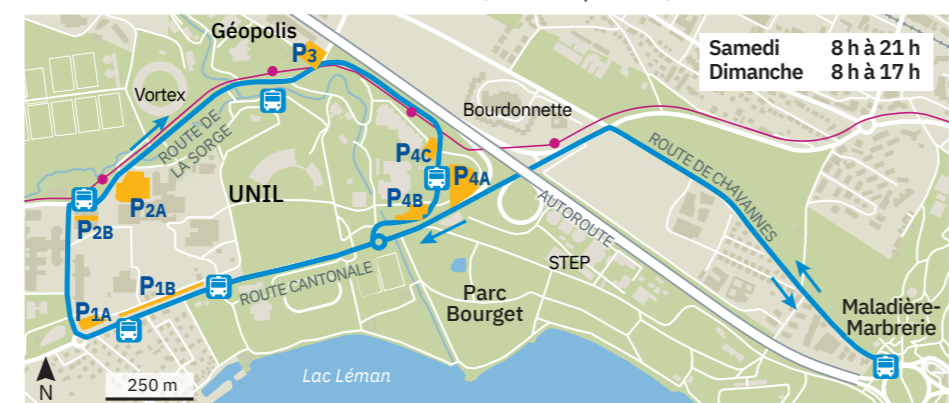 Géopolis
P3
Samedi 8 h à 21 h
Dimanche 8 h à 17 h
Vortex
Bourdonnette
ROUTE DE
LA SORGE
ROUTE DE CHAVANNES
P4C
P4A
P2A
UNIL
P4B
P2B
AUTOROUTE
STEP
ROUTE CANTONALE
P1B
Parc
Bourget
P1A
Maladière-
Marbrerie
Lac Léman
N
250 m